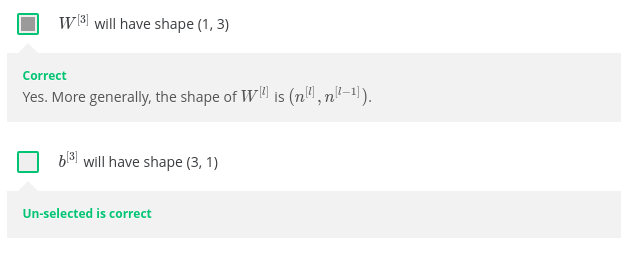 W^[3] will have shape (1, 3)
Correct
Yes. More generally, the shape of W^[l] is (n^[l], n^[l−1]).
b^[3] will have shape (3, 1)
Un-selected is correct